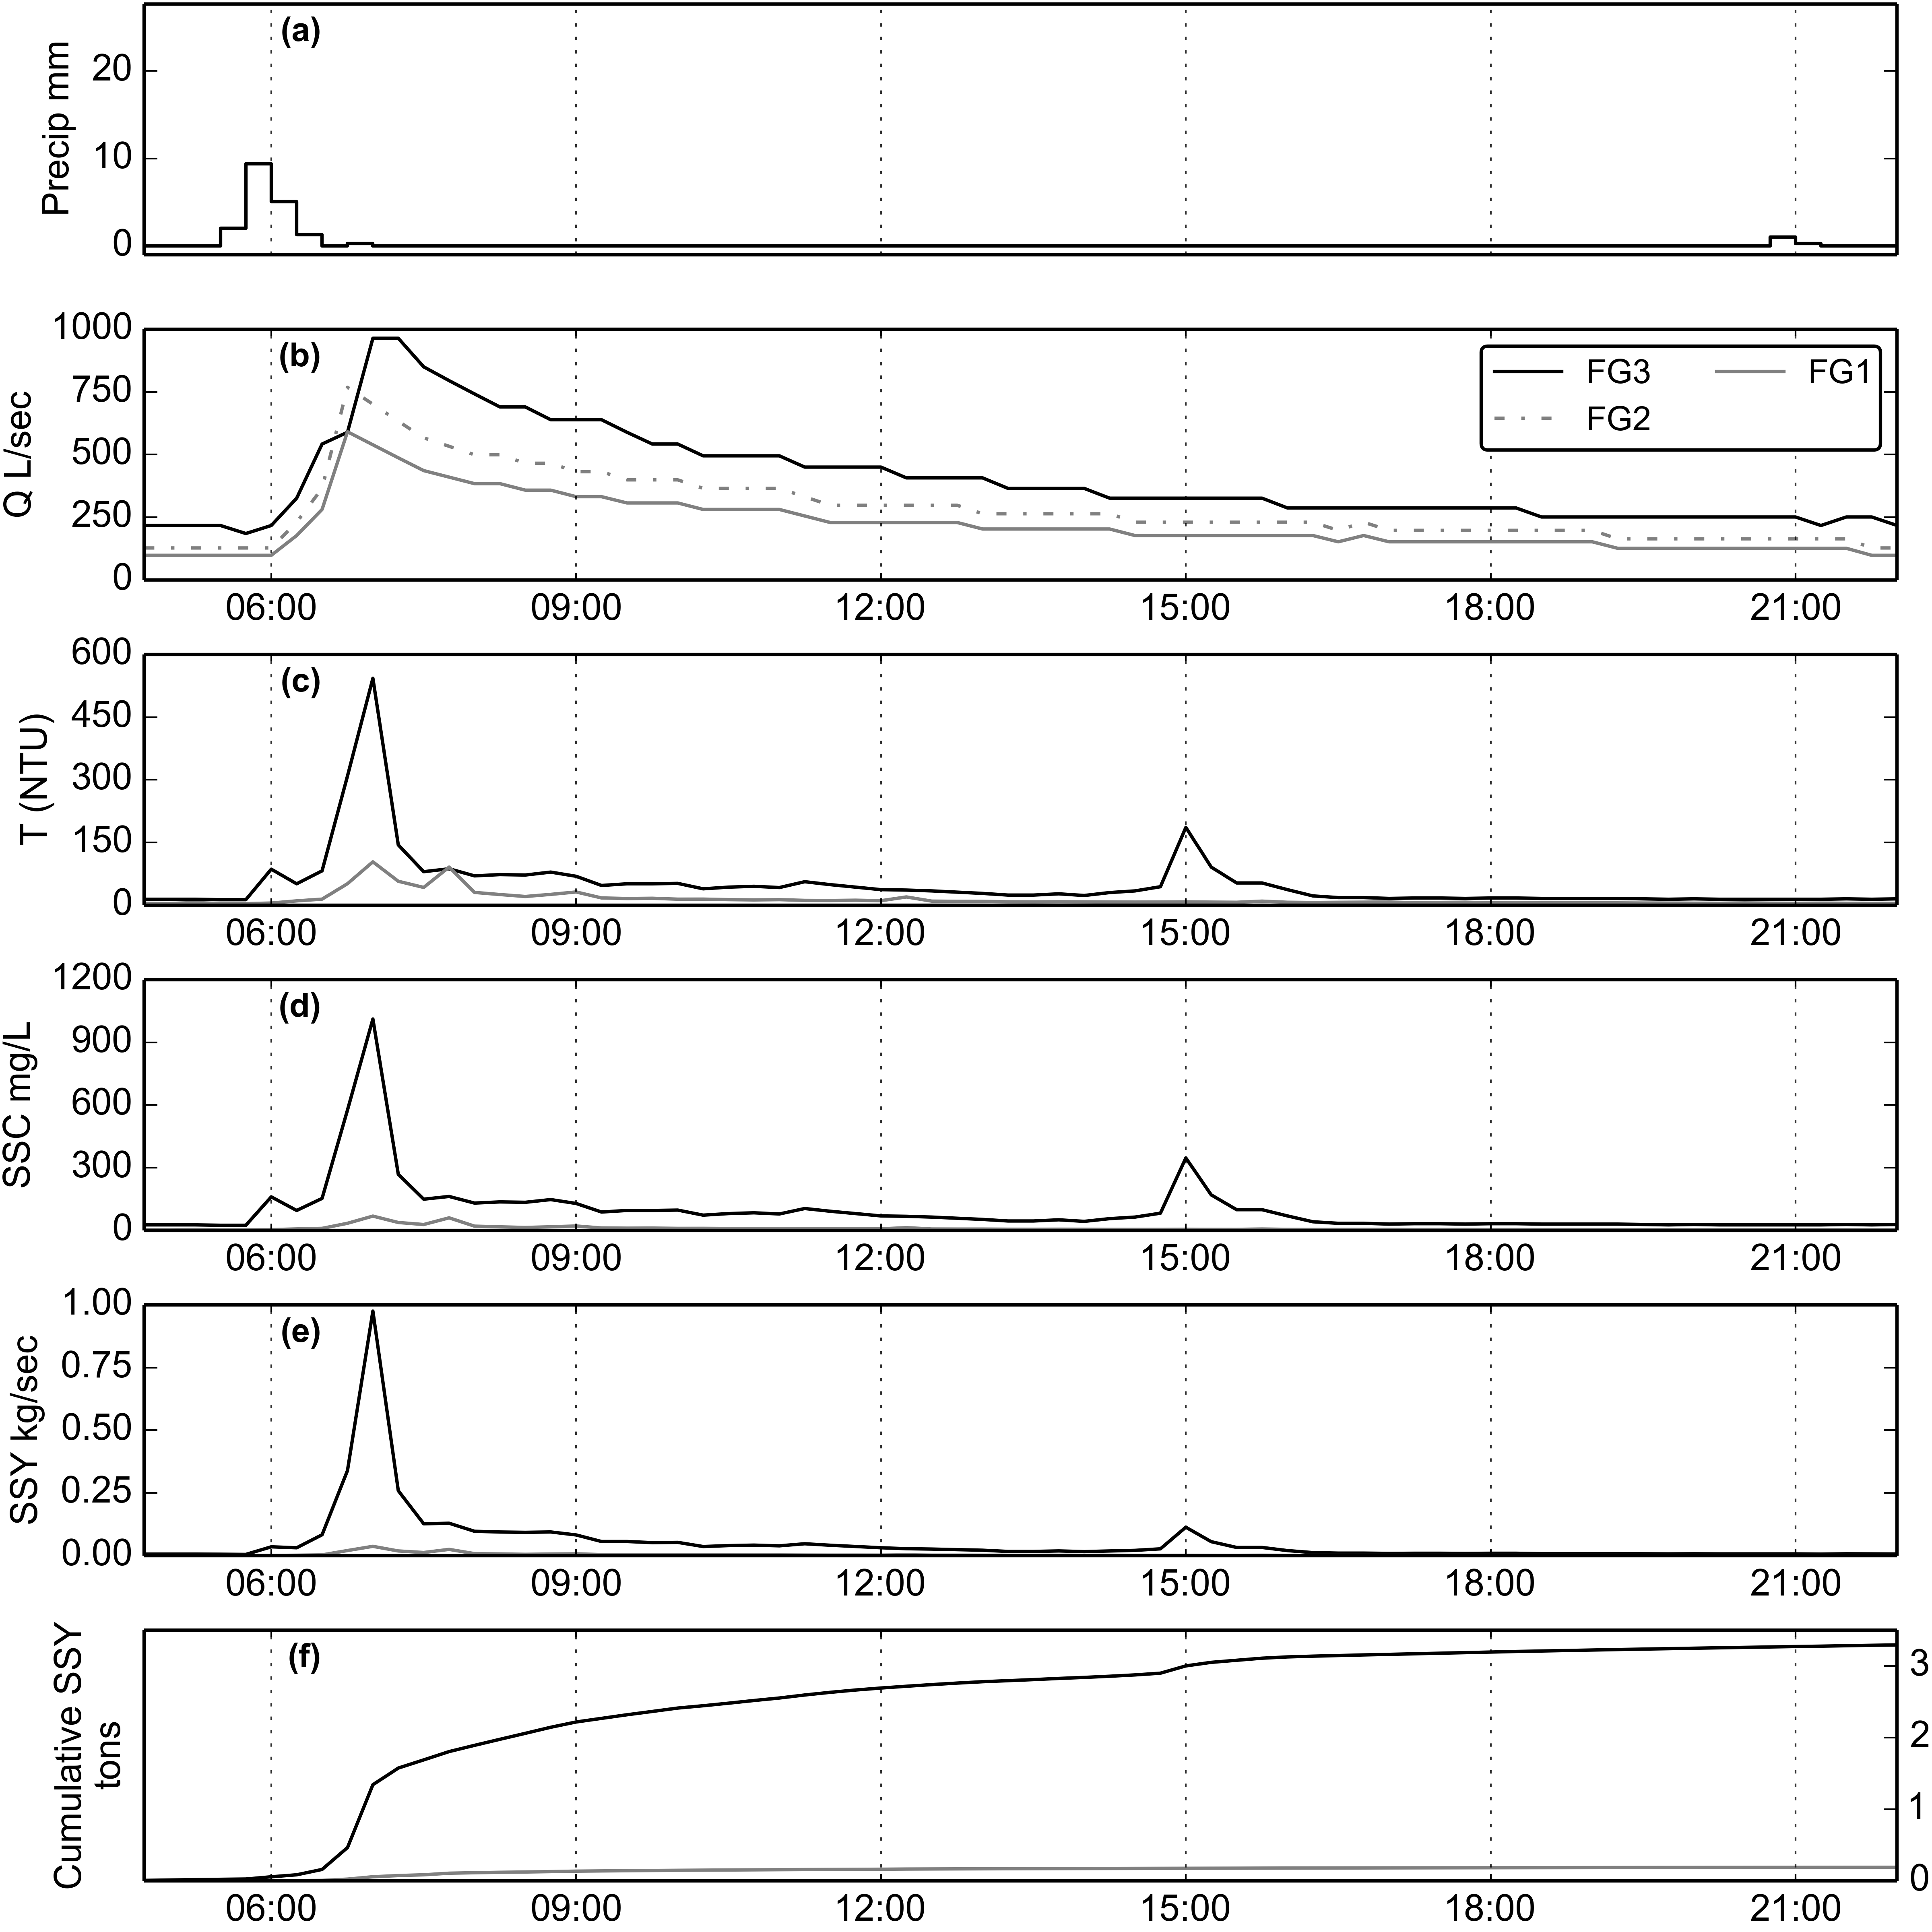 (a)
Precip mm
20
10
0
(b)
Q L/sec
1000
750
500
250
0
FG3 FG1
FG2
06:00 09:00 12:00 15:00 18:00 21:00
(c)
T (NTU)
600
450
300
150
0
06:00 09:00 12:00 15:00 18:00 21:00
(d)
SSC mg/L
1200
900
600
300
0
06:00 09:00 12:00 15:00 18:00 21:00
(e)
SSY kg/sec
1.00
0.75
0.50
0.25
0.00
06:00 09:00 12:00 15:00 18:00 21:00
(f)
Cumulative SSY
tons
3
2
1
0
06:00 09:00 12:00 15:00 18:00 21:00